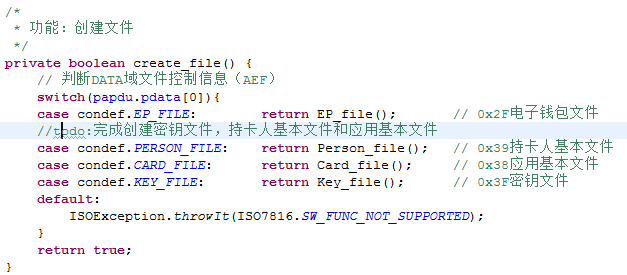 /*
 * 功能：创建文件
 */
private boolean create_file() {
    // 判断DATA域文件控制信息（AEF）
    switch(papdu.pdata[0]){
    case condef.EP_FILE:        return EP_file();        // 0x2F电子钱包文件
    //todo:完成创建密钥文件，持卡人基本文件和应用基本文件
    case condef.PERSON_FILE:    return Person_file();    // 0x39持卡人基本文件
    case condef.CARD_FILE:      return Card_file();      // 0x38应用基本文件
    case condef.KEY_FILE:       return Key_file();       // 0x3F密钥文件
    default:
        ISOException.throwIt(ISO7816.SW_FUNC_NOT_SUPPORTED);
    }
    return true;
}